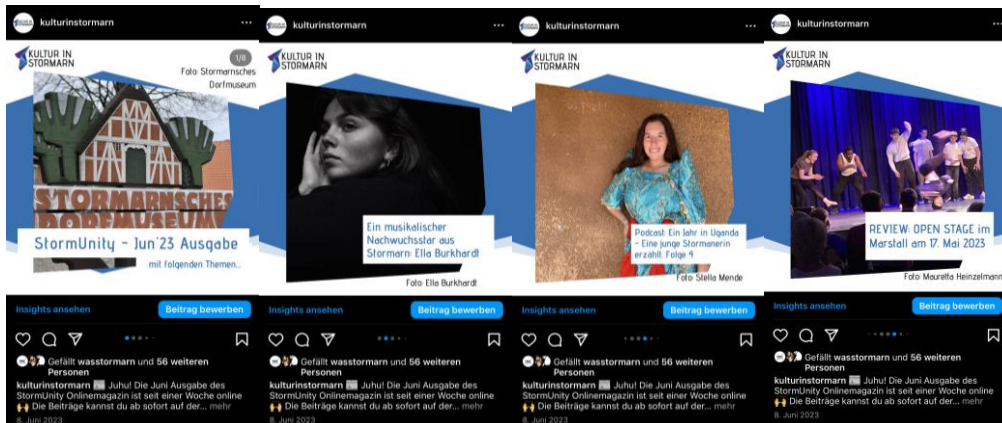 kulturinstormarn
KULTUR IN
STORMARN
1/8
Foto: Stormarnsches
Dorfmuseum
STORMARNSCHES
DORFMUSEUM
StormUnity - Jun'23 Ausgabe
mit folgenden Themen...
Insights ansehen
Beitrag bewerben
Gefällt wasstormarn und 56 weiteren
Personen
kulturinstormarn Juhu! Die Juni Ausgabe des
StormUnity Onlinemagazin ist seit einer Woche online
Die Beiträge kannst du ab sofort auf der... mehr
8. Juni 2023
kulturinstormarn
KULTUR IN
STORMARN
Ein musikalischer
Nachwuchsstar aus
Stormarn: Ella Burkhardt
Foto: Ella Burkhardt
Insights ansehen
Beitrag bewerben
Gefällt wasstormarn und 56 weiteren
Personen
kulturinstormarn Juhu! Die Juni Ausgabe des
StormUnity Onlinemagazin ist seit einer Woche online
Die Beiträge kannst du ab sofort auf der... mehr
8. Juni 2023
kulturinstormarn
KULTUR IN
STORMARN
Podcast: Ein Jahr in Uganda
- Eine junge Stormanerin
erzählt. Folge 4
Foto: Stella Mende
Insights ansehen
Beitrag bewerben
Gefällt wasstormarn und 56 weiteren
Personen
kulturinstormarn Juhu! Die Juni Ausgabe des
StormUnity Onlinemagazin ist seit einer Woche online
Die Beiträge kannst du ab sofort auf der... mehr
8. Juni 2023
kulturinstormarn
KULTUR IN
STORMARN
REVIEW: OPEN STAGE im
Marstall am 17. Mai 2023
Foto: Mauretta Heinzelmann
Insights ansehen
Beitrag bewerben
Gefällt wasstormarn und 56 weiteren
Personen
kulturinstormarn Juhu! Die Juni Ausgabe des
StormUnity Onlinemagazin ist seit einer Woche online
Die Beiträge kannst du ab sofort auf der... mehr
8. Juni 2023